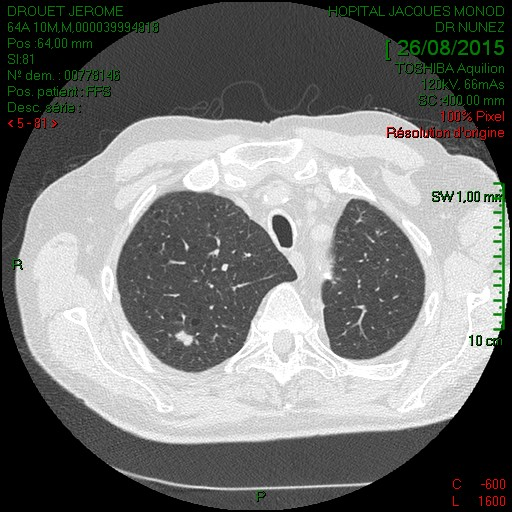 DROUET JEROME
64A 10M,M,000039994918
Pos.:64,00 mm
SI:81
N° dem. : 00778146
Pos. patient : FFS
Desc. série :
< 5 - 81 >
HOPITAL JACQUES MONOD
DR NUNEZ
[ 26/08/2015
TOSHIBA Aquilion
120kV, 66mAs
SC:400,00 mm
100% Pixel
Résolution d'origine
SW 1,00 mm
R
10 cm
P
C -600
L 1600